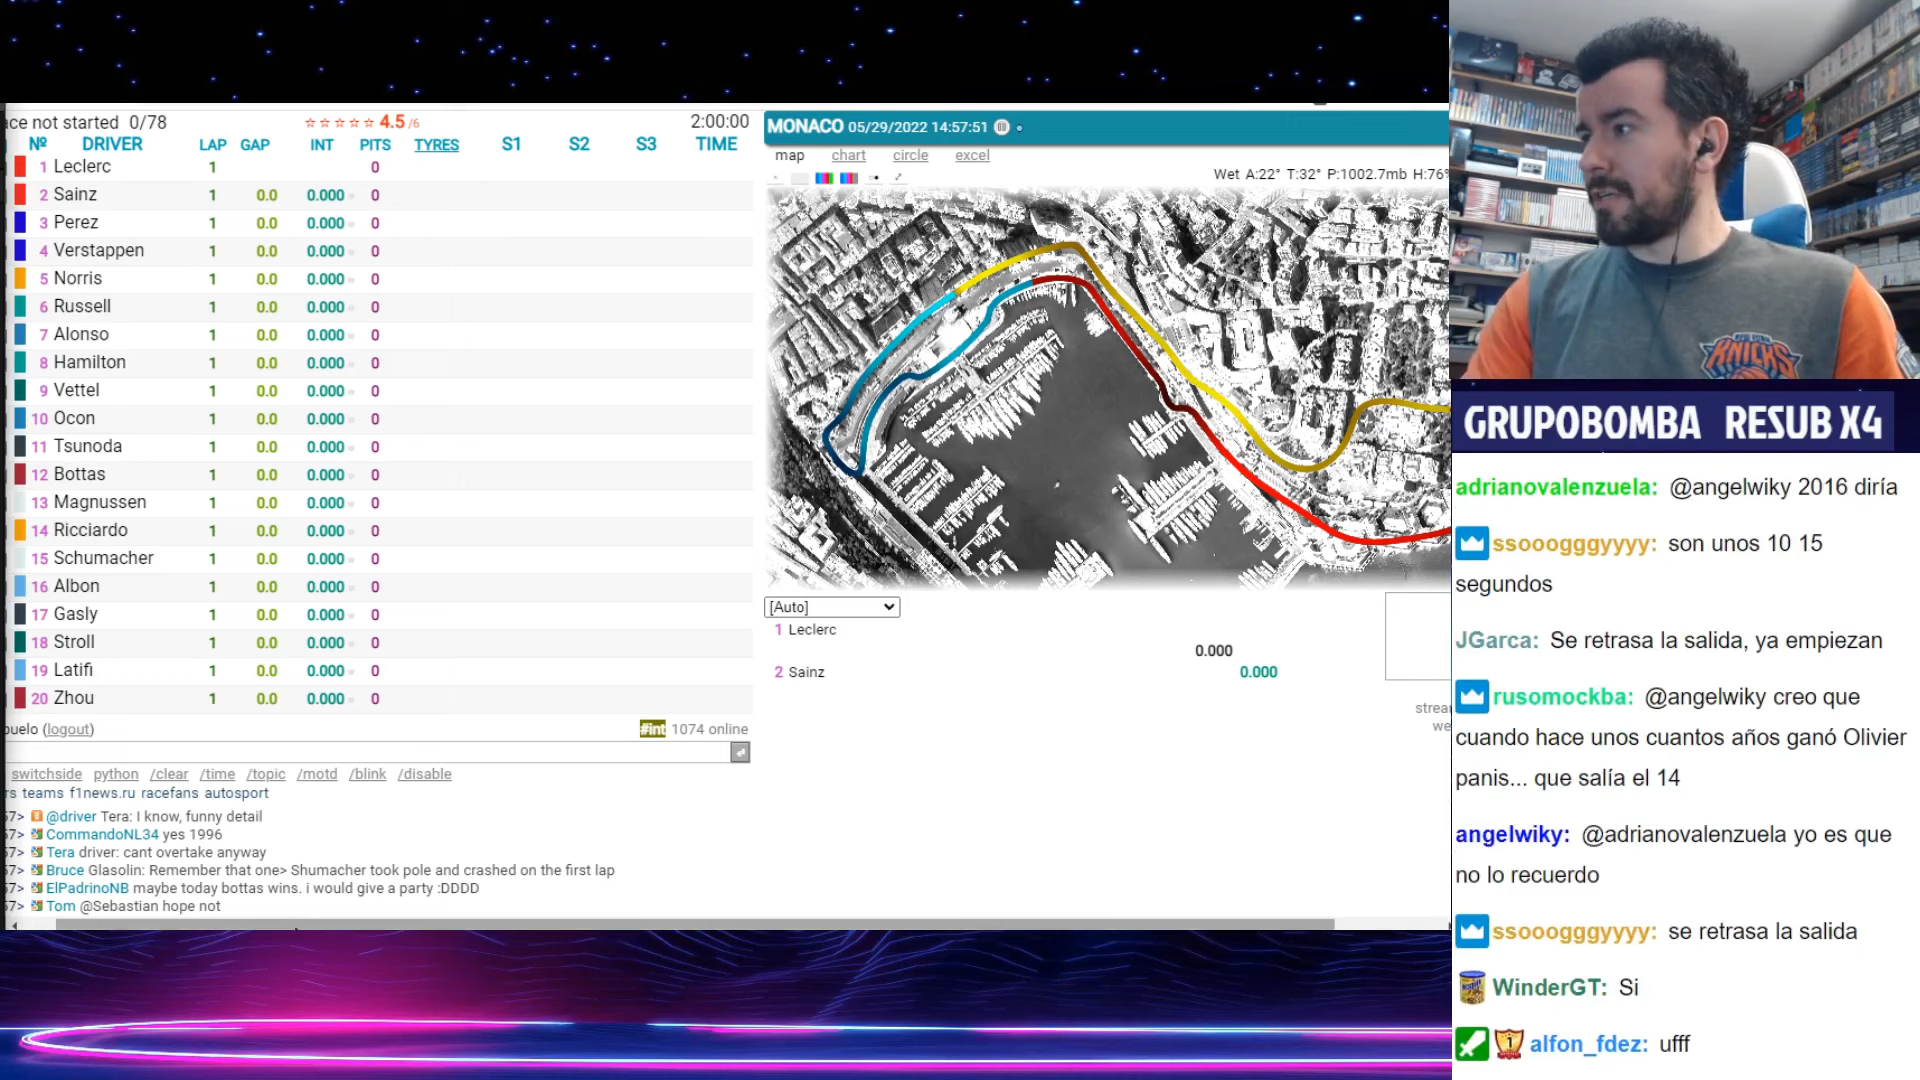 ace not started 0/78
4.5 /6
2:00:00
Nº DRIVER LAP GAP INT PITS TYRES S1 S2 S3 TIME
1 Leclerc 1 0
2 Sainz 1 0.0 0.000 0
3 Perez 1 0.0 0.000 0
4 Verstappen 1 0.0 0.000 0
5 Norris 1 0.0 0.000 0
6 Russell 1 0.0 0.000 0
7 Alonso 1 0.0 0.000 0
8 Hamilton 1 0.0 0.000 0
9 Vettel 1 0.0 0.000 0
10 Ocon 1 0.0 0.000 0
11 Tsunoda 1 0.0 0.000 0
12 Bottas 1 0.0 0.000 0
13 Magnussen 1 0.0 0.000 0
14 Ricciardo 1 0.0 0.000 0
15 Schumacher 1 0.0 0.000 0
16 Albon 1 0.0 0.000 0
17 Gasly 1 0.0 0.000 0
18 Stroll 1 0.0 0.000 0
19 Latifi 1 0.0 0.000 0
20 Zhou 1 0.0 0.000 0
ouelo (logout)
#int 1074 online
switchside python /clear /time /topic /motd /blink /disable
rs teams f1news.ru racefans autosport
57> @driver Tera: I know, funny detail
57> CommandoNL34 yes 1996
57> Tera driver: cant overtake anyway
57> Bruce Glasolin: Remember that one> Shumacher took pole and crashed on the first lap
57> ElPadrinoNB maybe today bottas wins. i would give a party :DDDD
57> Tom @Sebastian hope not
MONACO 05/29/2022 14:57:51
map chart circle excel
Wet A:22° T:32° P:1002.7mb H:76°
[Auto]
1 Leclerc
0.000
2 Sainz 0.000
strea
we
KNICKS
GRUPOBOMBA RESUB X4
adrianovalenzuela: @angelwiky 2016 diría
ssooogggyyyy: son unos 10 15
segundos
JGarca: Se retrasa la salida, ya empiezan
rusomockba: @angelwiky creo que
cuando hace unos cuantos años ganó Olivier
panis... que salía el 14
angelwiky: @adrianovalenzuela yo es que
no lo recuerdo
ssooogggyyyy: se retrasa la salida
WinderGT: Si
alfon_fdez: ufff